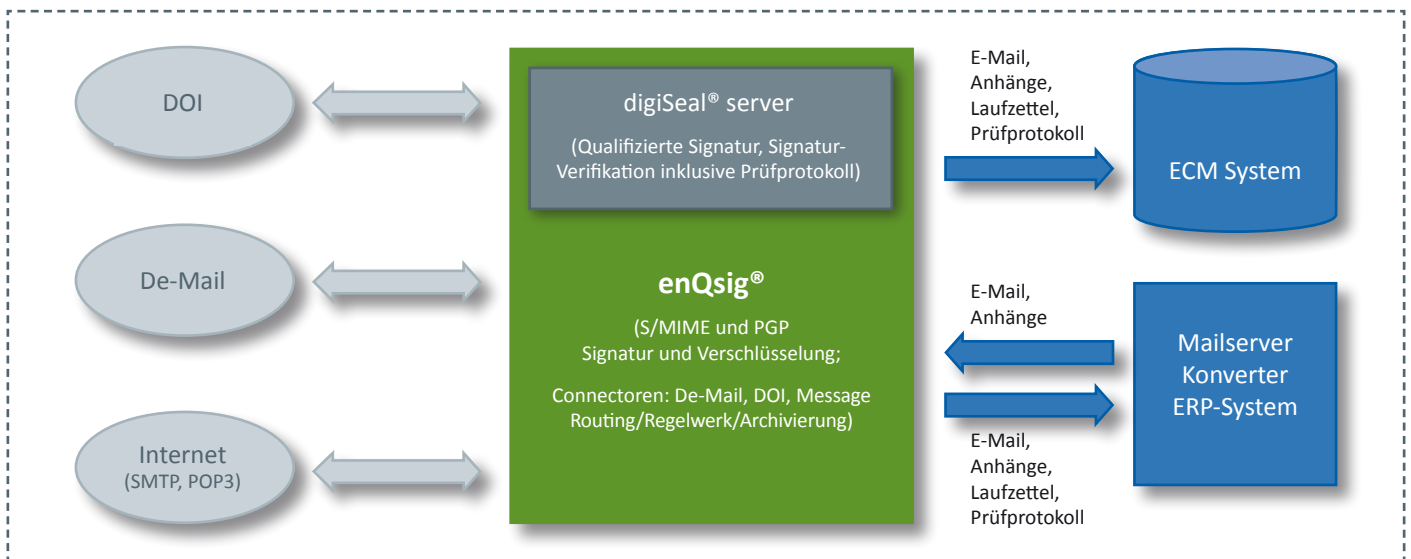 DOI
De-Mail
Internet
(SMTP, POP3)
digiSeal® server
(Qualifizierte Signatur, Signatur-
Verifikation inklusive Prüfprotokoll)
enQsig®
(S/MIME und PGP
Signatur und Verschlüsselung;
Connectoren: De-Mail, DOI, Message
Routing/Regelwerk/Archivierung)
E-Mail,
Anhänge,
Laufzettel,
Prüfprotokoll
ECM System
E-Mail,
Anhänge
Mailserver
Konverter
ERP-System
E-Mail,
Anhänge,
Laufzettel,
Prüfprotokoll